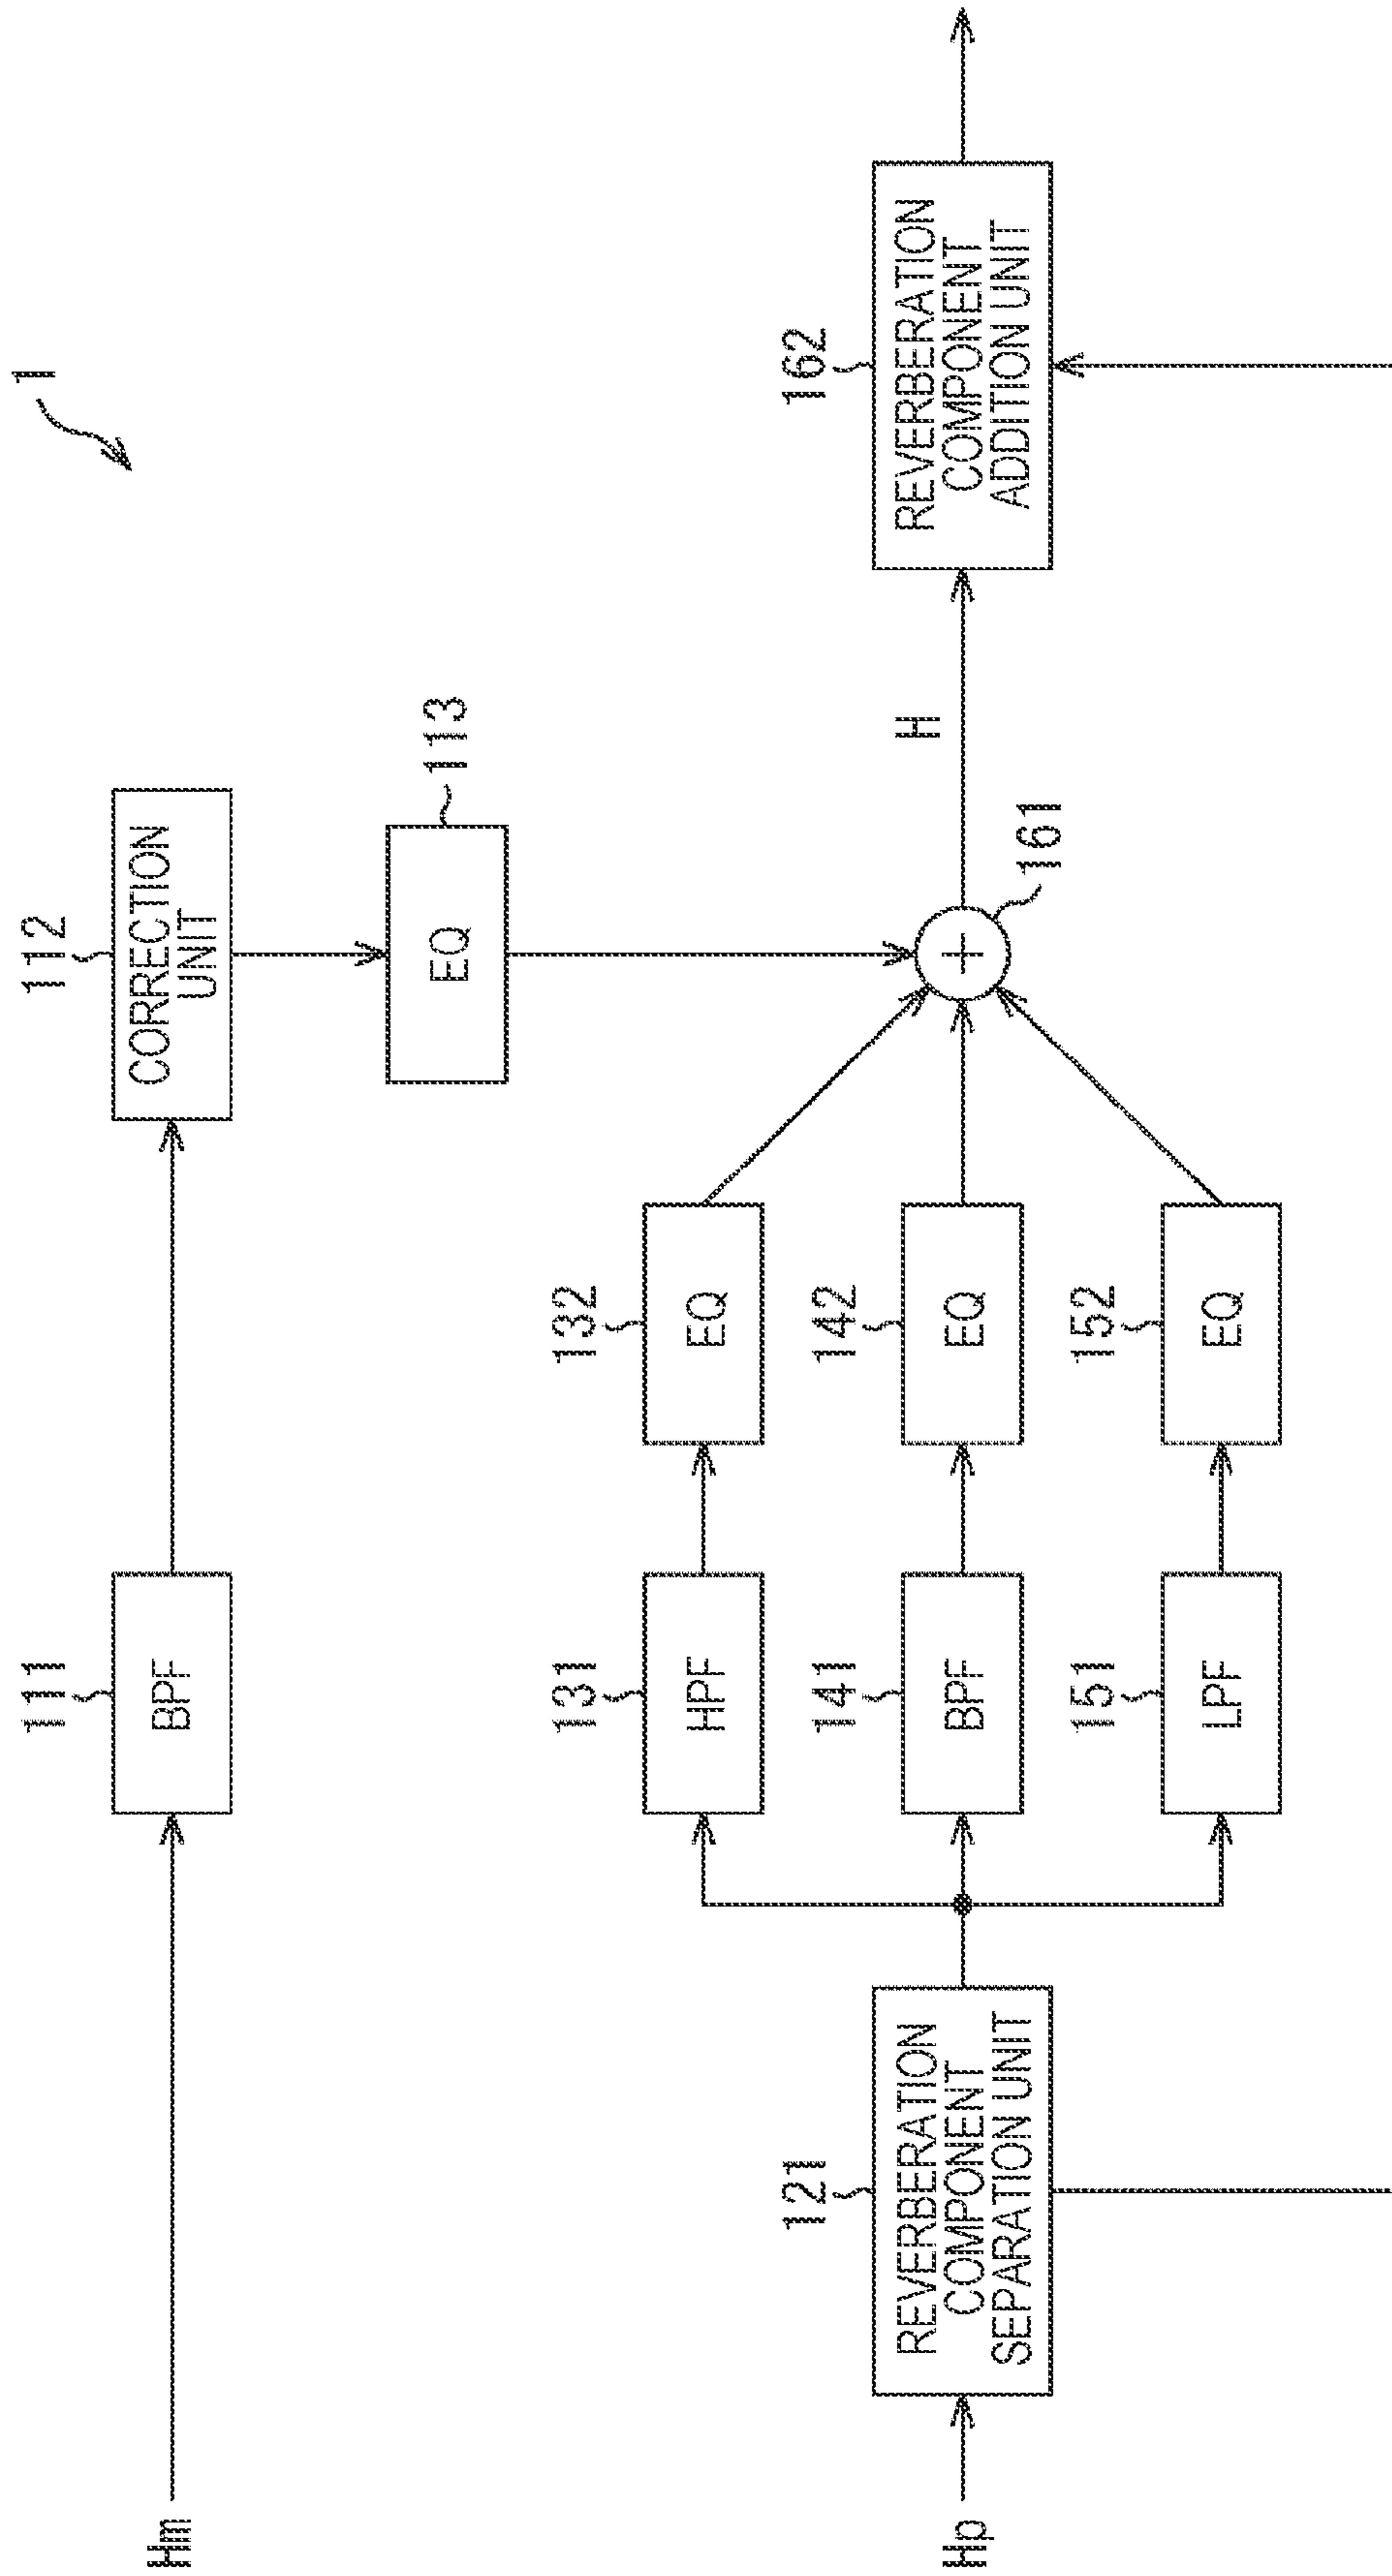 1
Hm
111
BPF
112
CORRECTION
UNIT
113
EQ
Hp
121
REVERBERATION
COMPONENT
SEPARATION UNIT
131
HPF
132
EQ
141
BPF
142
EQ
151
LPF
152
EQ
+
161
H
162
REVERBERATION
COMPONENT
ADDITION UNIT